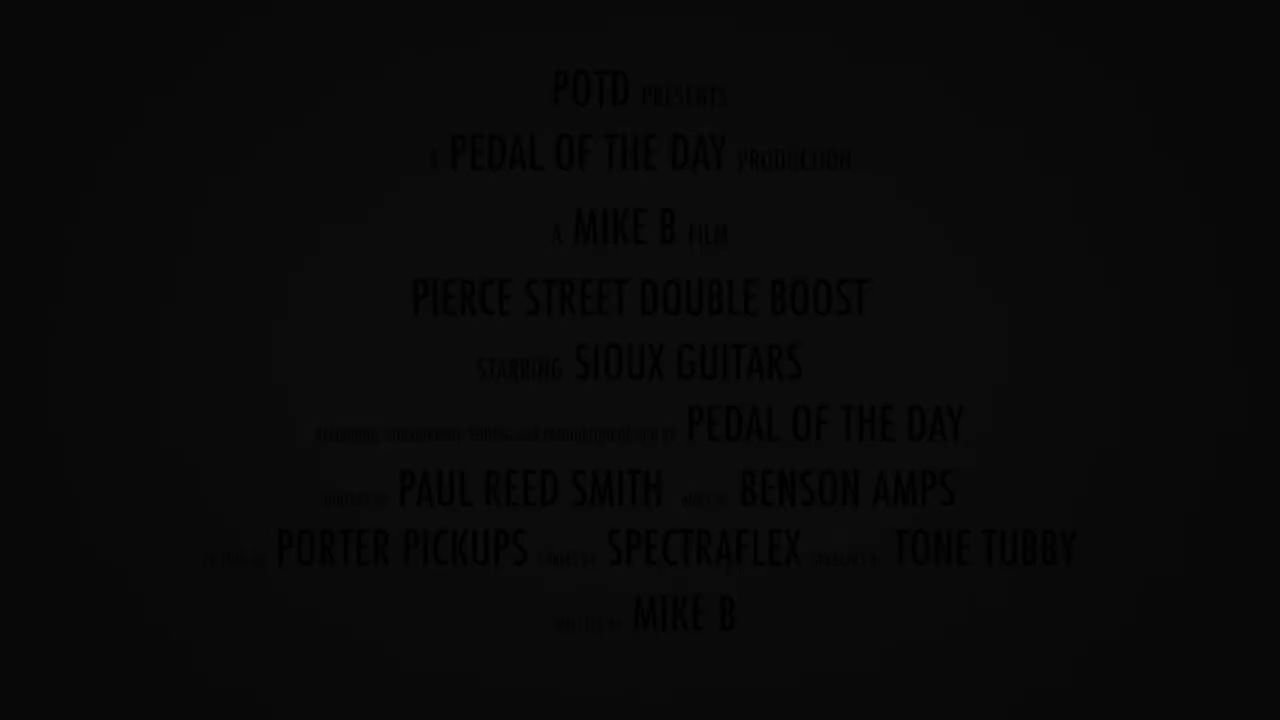 POTD PRESENTS
A PEDAL OF THE DAY PRODUCTION
A MIKE B FILM
PIERCE STREET DOUBLE BOOST
STARRING SIOUX GUITARS
PEDAL OF THE DAY
PAUL REED SMITH BENSON AMPS
PORTER PICKUPS SPECTRAFLEX TONE TUBBY
MIKE B